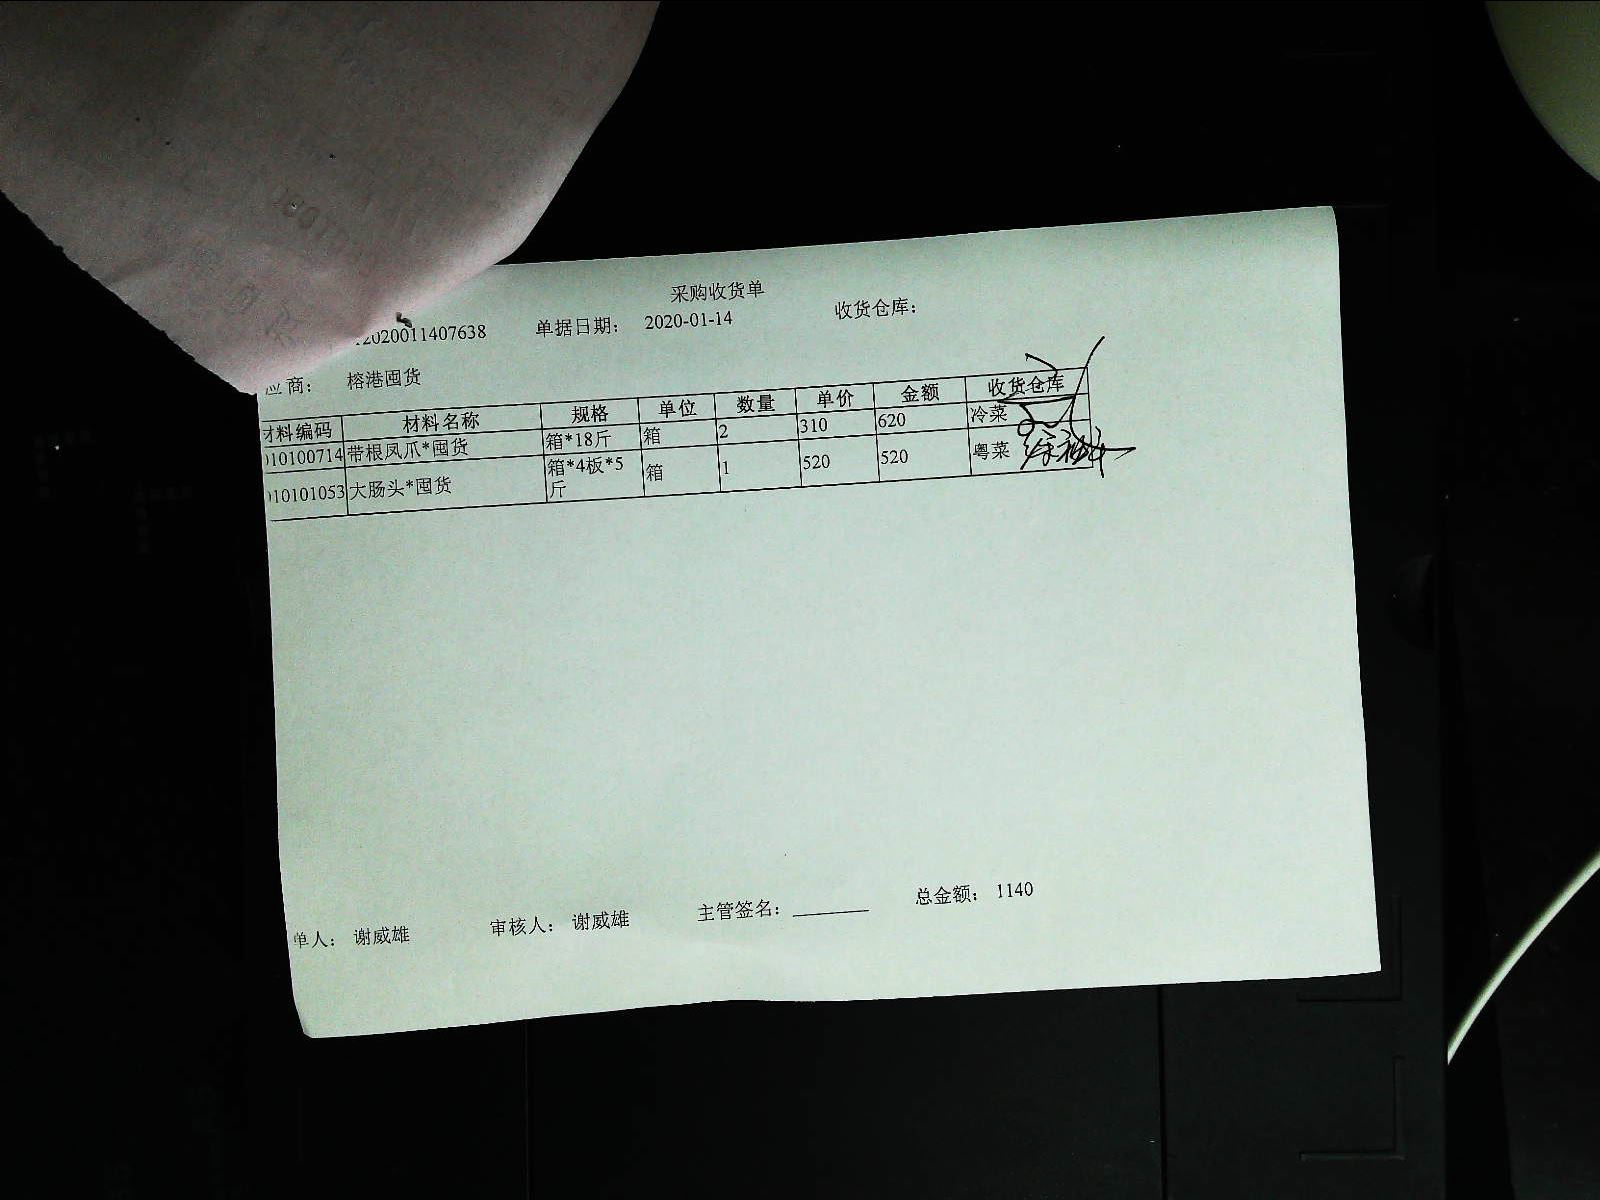 采购收货单
2020011407638 单据日期: 2020-01-14 收货仓库:
应商: 榕港囤货
材料编码 材料名称 规格 单位 数量 单价 金额 收货仓库
10100714 带根凤爪*囤货 箱*18斤 箱 2 310 620 冷菜
10101053 大肠头*囤货 箱*4板*5斤 箱 1 520 520 粤菜
单人: 谢威雄 审核人: 谢威雄 主管签名: 总金额: 1140